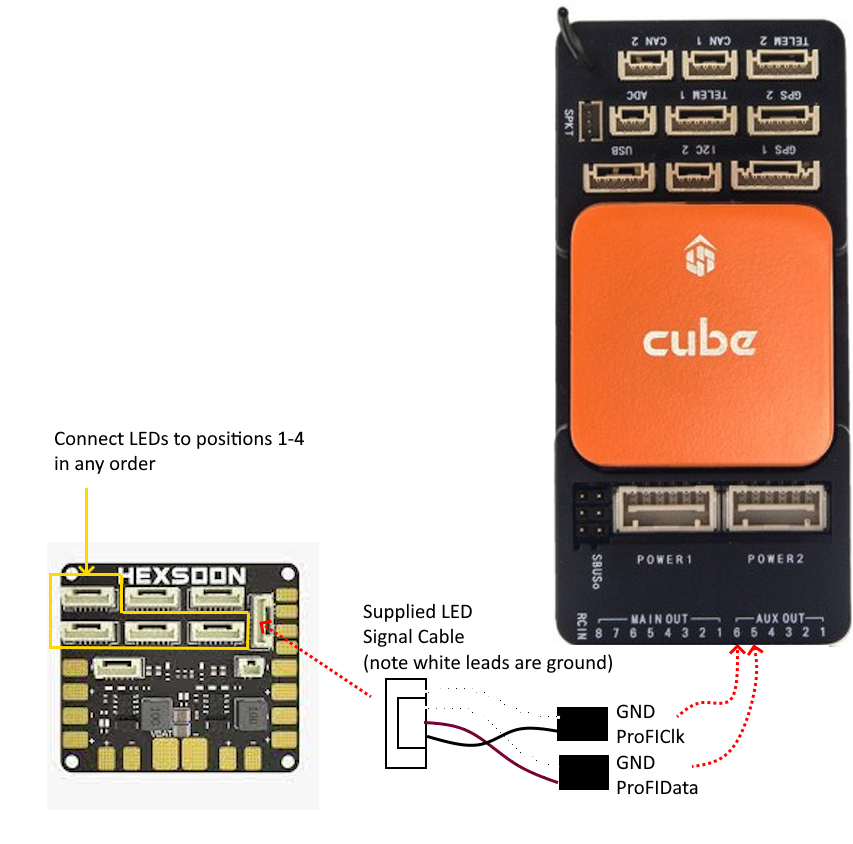 CAN 2
CAN 1
TELEM 2
ADC
TELEM 1
GPS 2
SPKT
USB
I2C 2
GPS 1
cube
Connect LEDs to positions 1-4
in any order
HEXSOON
VBAT
Supplied LED
Signal Cable
(note white leads are ground)
SBUSo
POWER1
POWER2
RCIN
MAIN OUT
AUX OUT
8 7 6 5 4 3 2 1
6 5 4 3 2 1
GND
ProFIClk
GND
ProFIData